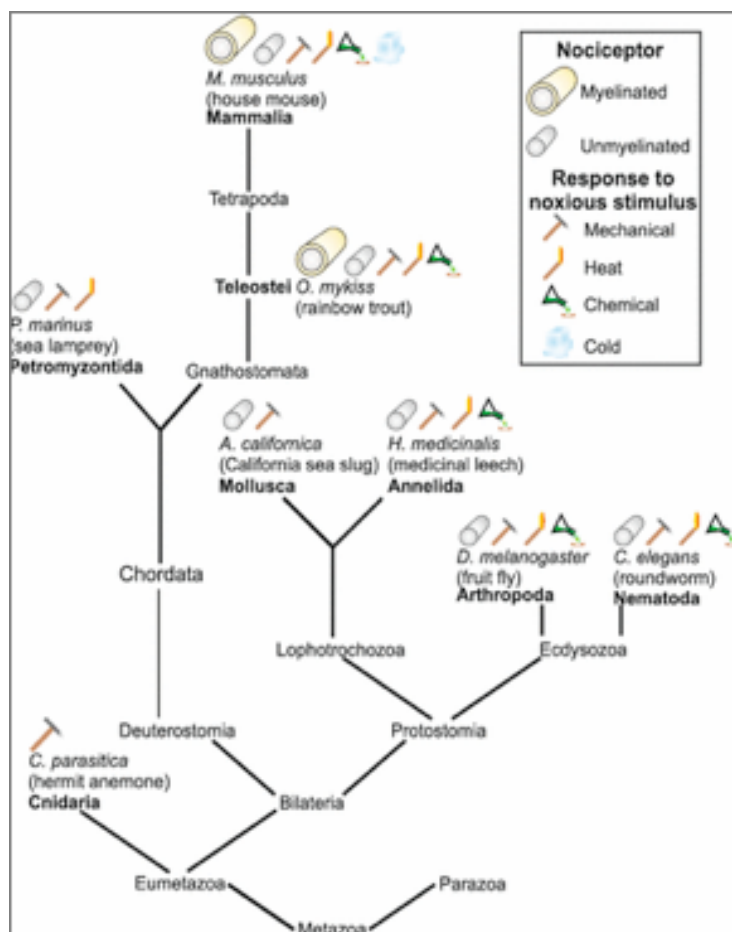 M. musculus
(house mouse)
Mammalia
Nociceptor
Myelinated
Unmyelinated
Response to
noxious stimulus
Mechanical
Heat
Chemical
Cold
Tetrapoda
Teleostei O. mykiss
(rainbow trout)
P. marinus
(sea lamprey)
Petromyzontida
Gnathostomata
A. californica
(California sea slug)
Mollusca
H. medicinalis
(medicinal leech)
Annelida
D. melanogaster
(fruit fly)
Arthropoda
C. elegans
(roundworm)
Nematoda
Chordata
Lophotrochozoa
Ecdysozoa
Deuterostomia
Protostomia
C. parasitica
(hermit anemone)
Cnidaria
Bilateria
Eumetazoa
Parazoa
Metazoa